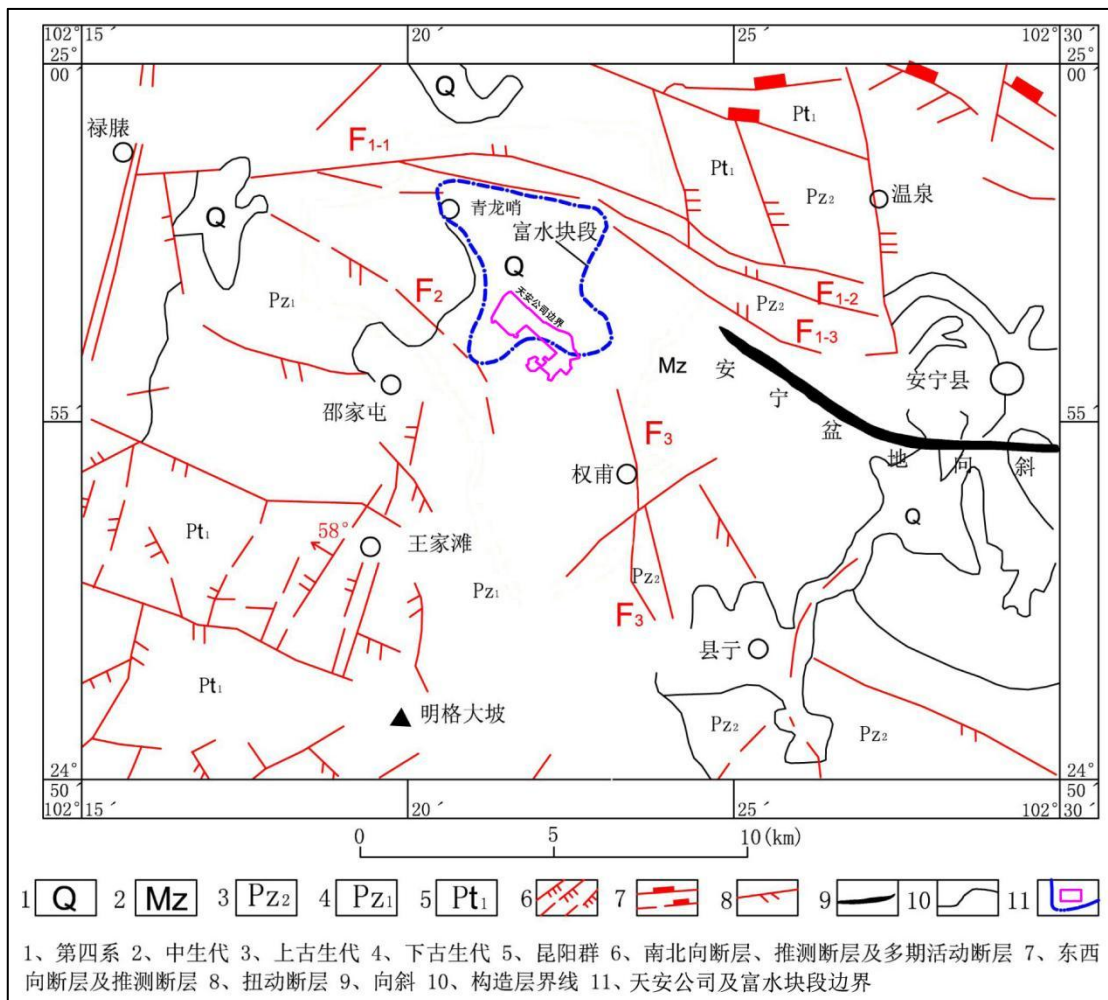 102° 15´ 20´ 25´ 102° 30´
25° 25°
00´ 00´
Q
Pt₁
禄脿
F₁₋₁
Pt₁
Pz₂
温泉
青龙哨
Q
富水块段
Q
Pz₁
F₂
天安公司边界
Pz₂
F₁₋₂
F₁₋₃
Mz
安宁盆地向斜
安宁县
邵家屯
55´ 55´
F₃
权甫
Q
Pt₁
58°
王家滩
Pz₁
Pz₂
F₃
县亍
Pt₁
明格大坡
Pz₂
Pz₂
24° 24°
50´ 50´
102° 15´ 20´ 25´ 102° 30´
0 5 10(km)
1 Q 2 Mz 3 Pz₂ 4 Pz₁ 5 Pt₁ 6 7 8 9 10 11
1、第四系 2、中生代 3、上古生代 4、下古生代 5、昆阳群 6、南北向断层、推测断层及多期活动断层 7、东西
向断层及推测断层 8、扭动断层 9、向斜 10、构造层界线 11、天安公司及富水块段边界